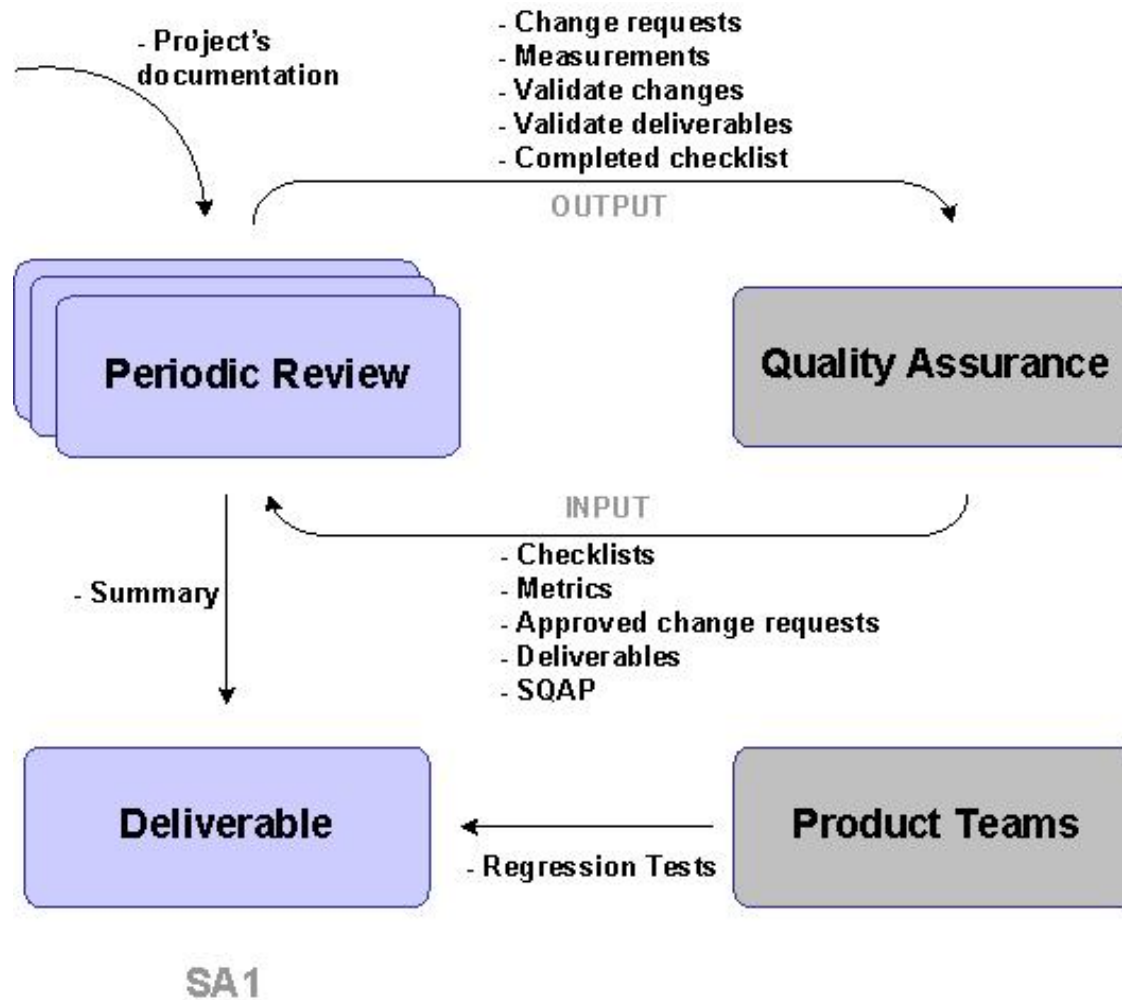 - Project's
documentation
- Change requests
- Measurements
- Validate changes
- Validate deliverables
- Completed checklist
OUTPUT
Periodic Review
Quality Assurance
INPUT
- Checklists
- Metrics
- Approved change requests
- Deliverables
- SQAP
- Summary
Deliverable
Product Teams
- Regression Tests
SA1